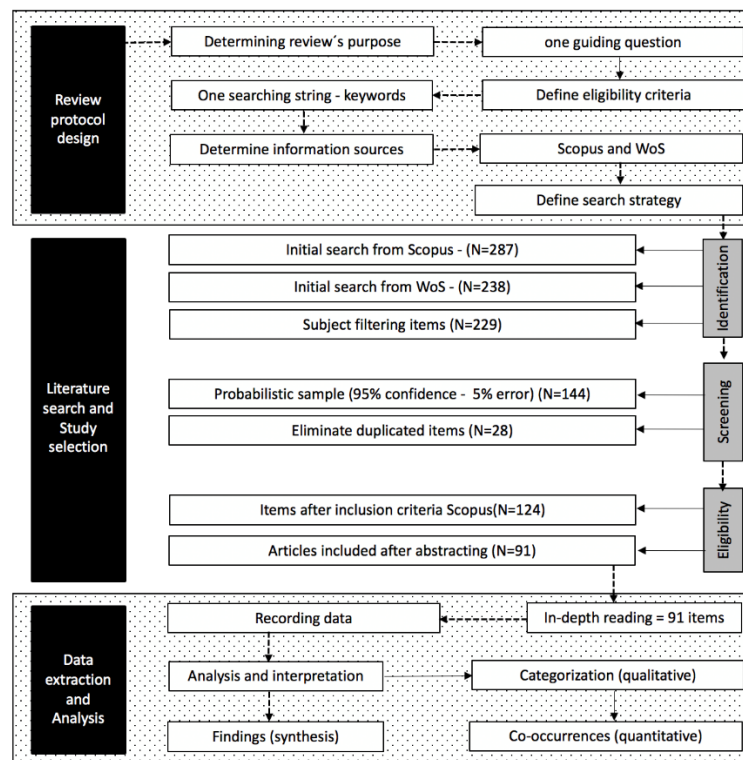 Review
protocol
design
Determining review´s purpose
one guiding question
One searching string - keywords
Define eligibility criteria
Determine information sources
Scopus and WoS
Define search strategy
Literature
search and
Study
selection
Initial search from Scopus - (N=287)
Initial search from WoS - (N=238)
Subject filtering items (N=229)
Identification
Probabilistic sample (95% confidence - 5% error) (N=144)
Eliminate duplicated items (N=28)
Screening
Items after inclusion criteria Scopus(N=124)
Articles included after abstracting (N=91)
Eligibility
Data
extraction
and
Analysis
Recording data
In-depth reading = 91 items
Analysis and interpretation
Categorization (qualitative)
Findings (synthesis)
Co-occurrences (quantitative)